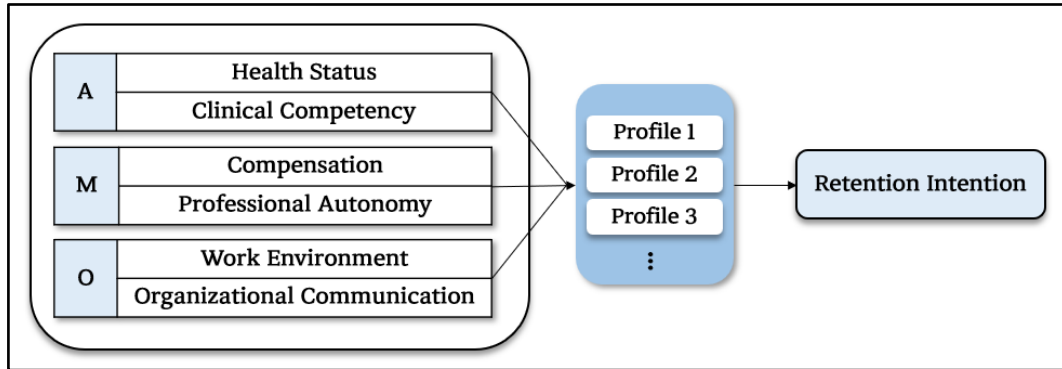 A
Health Status
Clinical Competency
M
Compensation
Professional Autonomy
O
Work Environment
Organizational Communication
Profile 1
Profile 2
Profile 3
⋮
Retention Intention